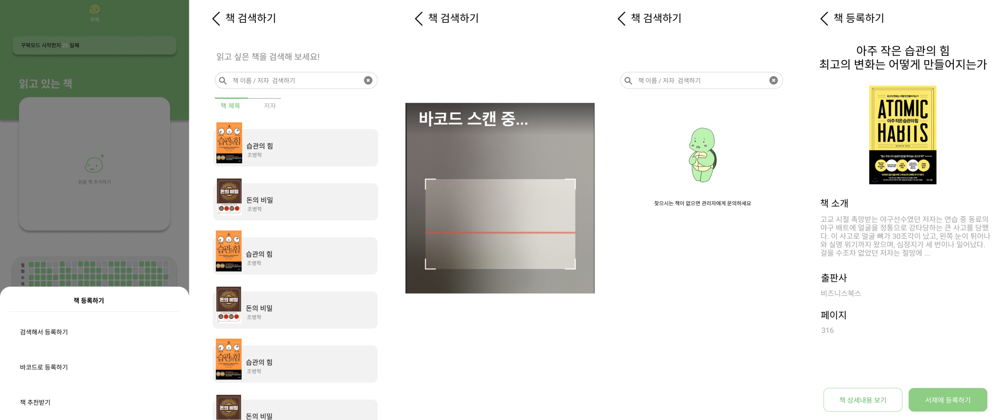 꾸북
꾸북모드 시작한지 25 일째
읽고 있는 책
읽을 책 추가하기
월
화
수
목
책 등록하기
검색해서 등록하기
바코드로 등록하기
책 추천받기
책 검색하기
읽고 싶은 책을 검색해 보세요!
책 이름 / 저자 검색하기
책 제목 저자
습관의 힘
습관의 힘
조병학
돈의 비밀
돈의 비밀
조병학
습관의 힘
습관의 힘
조병학
돈의 비밀
돈의 비밀
조병학
습관의 힘
습관의 힘
조병학
돈의 비밀
돈의 비밀
책 검색하기
바코드 스캔 중...
책 검색하기
책 이름 / 저자 검색하기
찾으시는 책이 없으면 관리자에게 문의하세요
책 등록하기
아주 작은 습관의 힘
최고의 변화는 어떻게 만들어지는가
최고의 변화는 어떻게 만들어지는가
ATOMIC
아주 작은 습관의 힘
HABITS
책 소개
고교 시절 촉망받는 야구선수였던 저자는 연습 중 동료의
야구 배트에 얼굴을 정통으로 강타당하는 큰 사고를 당했
다. 이 사고로 얼굴 뼈가 30조각이 났고, 왼쪽 눈이 튀어나
와 실명 위기까지 왔으며, 심정지가 세 번이나 일어났다.
걸을 수조차 없었던 저자는 절망에 ...
출판사
비즈니스북스
페이지
316
책 상세내용 보기
서재에 등록하기